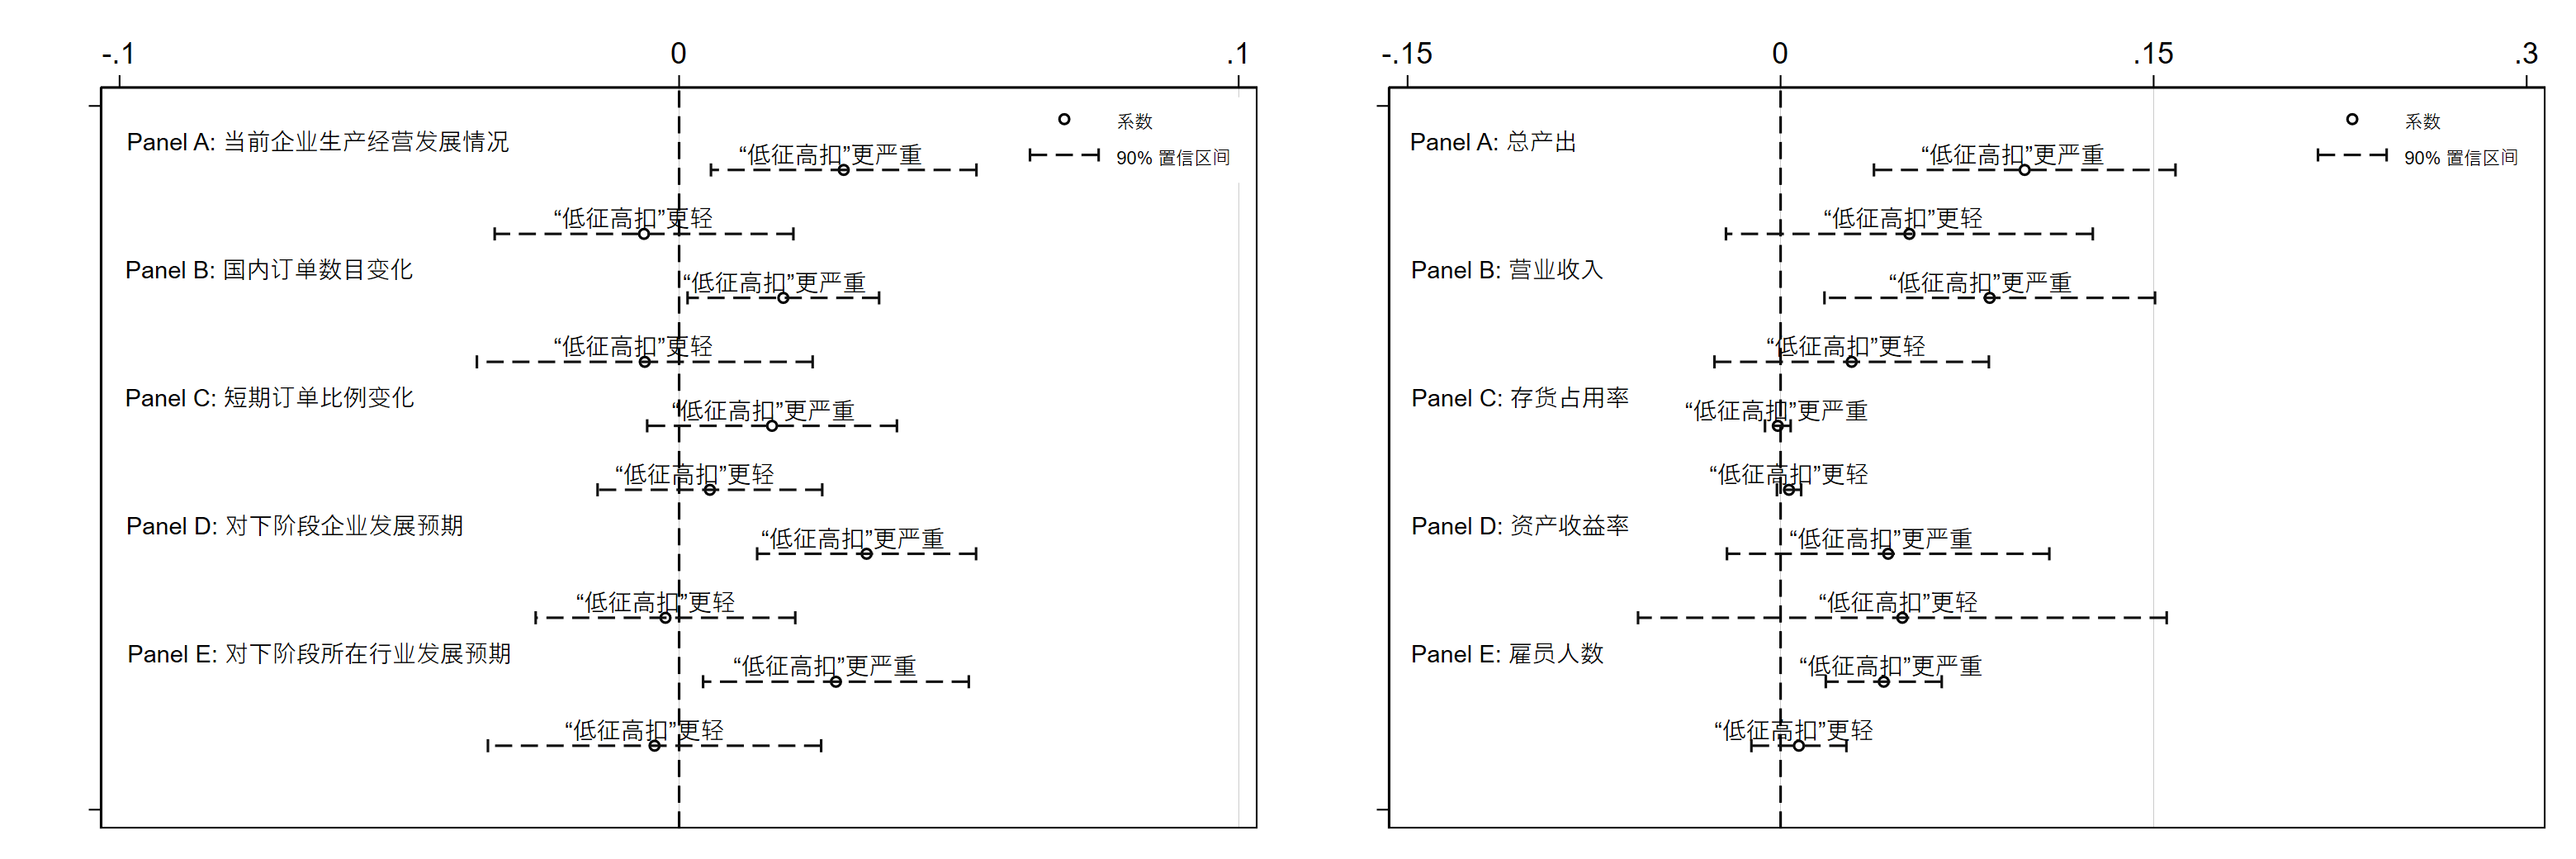 -.1 0 .1
系数
90% 置信区间
Panel A: 当前企业生产经营发展情况
“低征高扣”更严重
“低征高扣”更轻
Panel B: 国内订单数目变化
“低征高扣”更严重
“低征高扣”更轻
Panel C: 短期订单比例变化
“低征高扣”更严重
“低征高扣”更轻
Panel D: 对下阶段企业发展预期
“低征高扣”更严重
“低征高扣”更轻
Panel E: 对下阶段所在行业发展预期
“低征高扣”更严重
“低征高扣”更轻
-.15 0 .15 .3
系数
90% 置信区间
Panel A: 总产出
“低征高扣”更严重
“低征高扣”更轻
Panel B: 营业收入
“低征高扣”更严重
“低征高扣”更轻
Panel C: 存货占用率
“低征高扣”更严重
“低征高扣”更轻
Panel D: 资产收益率
“低征高扣”更严重
“低征高扣”更轻
Panel E: 雇员人数
“低征高扣”更严重
“低征高扣”更轻